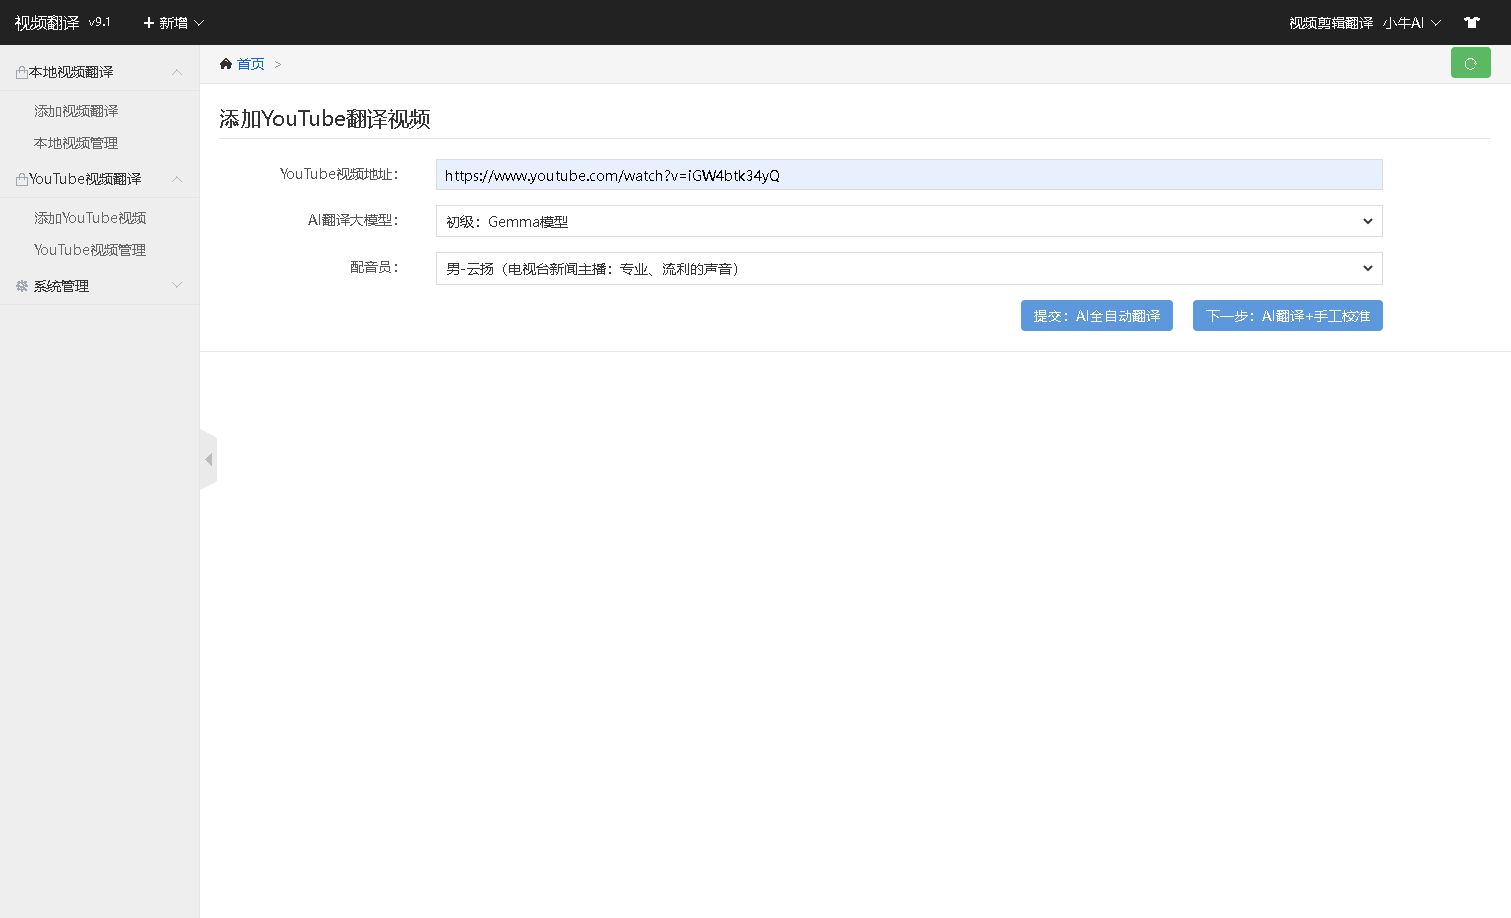 视频翻译 v9.1 + 新增 视频剪辑翻译 小牛AI
本地视频翻译
添加视频翻译
本地视频管理
YouTube视频翻译
添加YouTube视频
YouTube视频管理
系统管理
首页 >
添加YouTube翻译视频
YouTube视频地址： https://www.youtube.com/watch?v=iGW4btk34yQ
AI翻译大模型： 初级：Gemma模型
配音员： 男-云扬（电视台新闻主播：专业、流利的声音）
提交：AI全自动翻译 下一步：AI翻译+手工校准